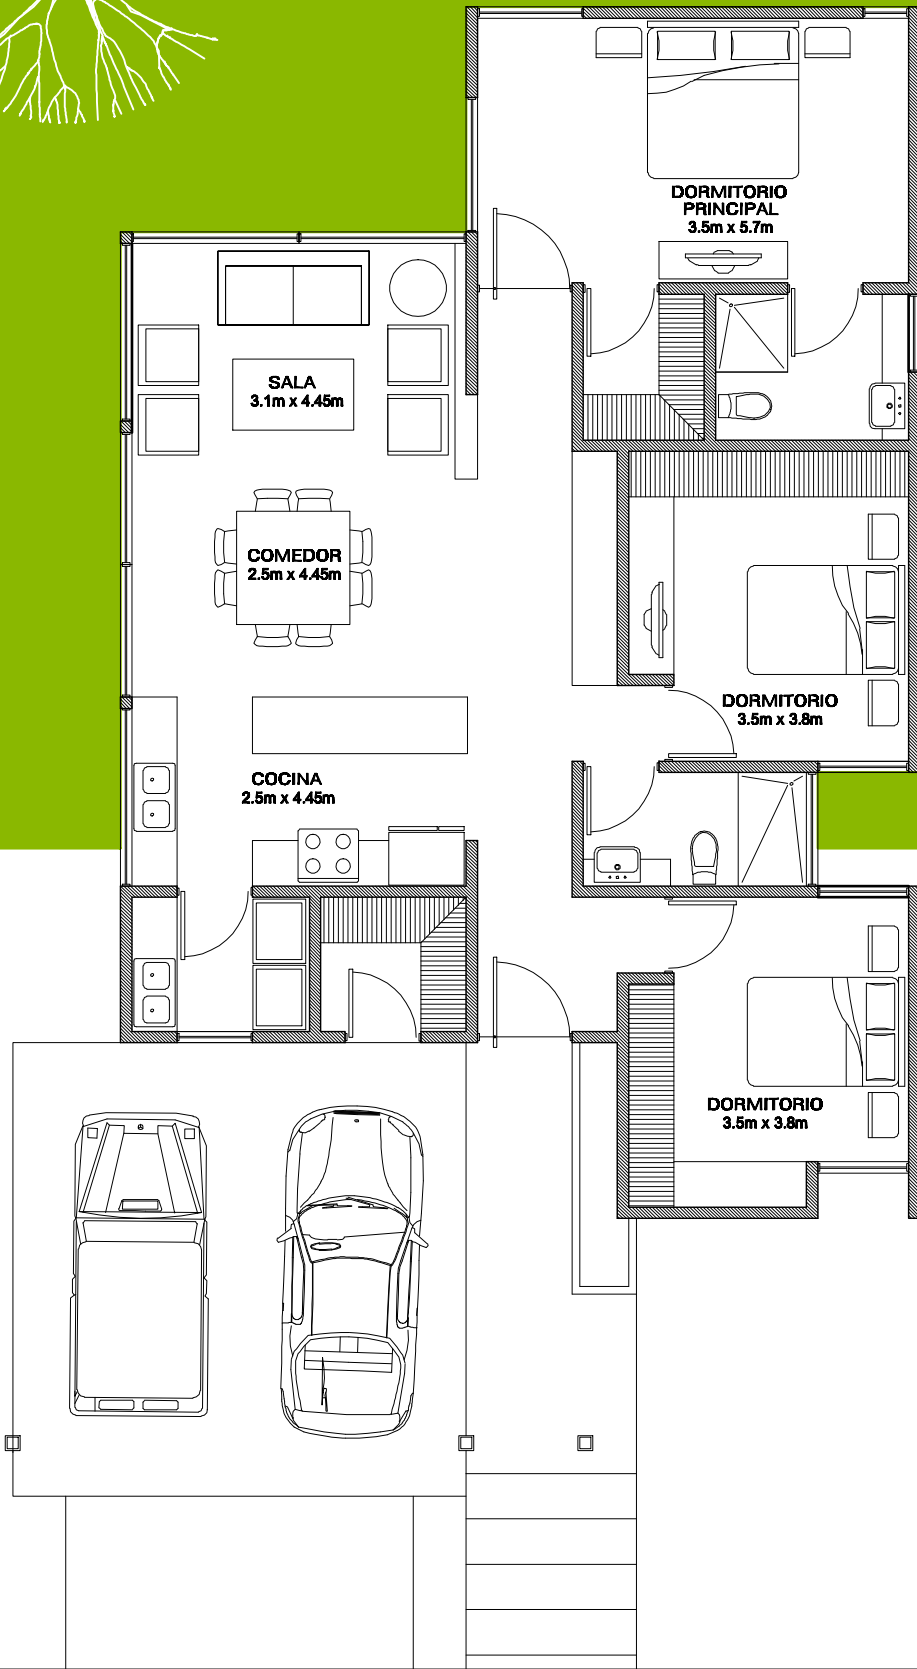 DORMITORIO
PRINCIPAL
3.5m x 5.7m
SALA
3.1m x 4.45m
COMEDOR
2.5m x 4.45m
DORMITORIO
3.5m x 3.8m
COCINA
2.5m x 4.45m
DORMITORIO
3.5m x 3.8m